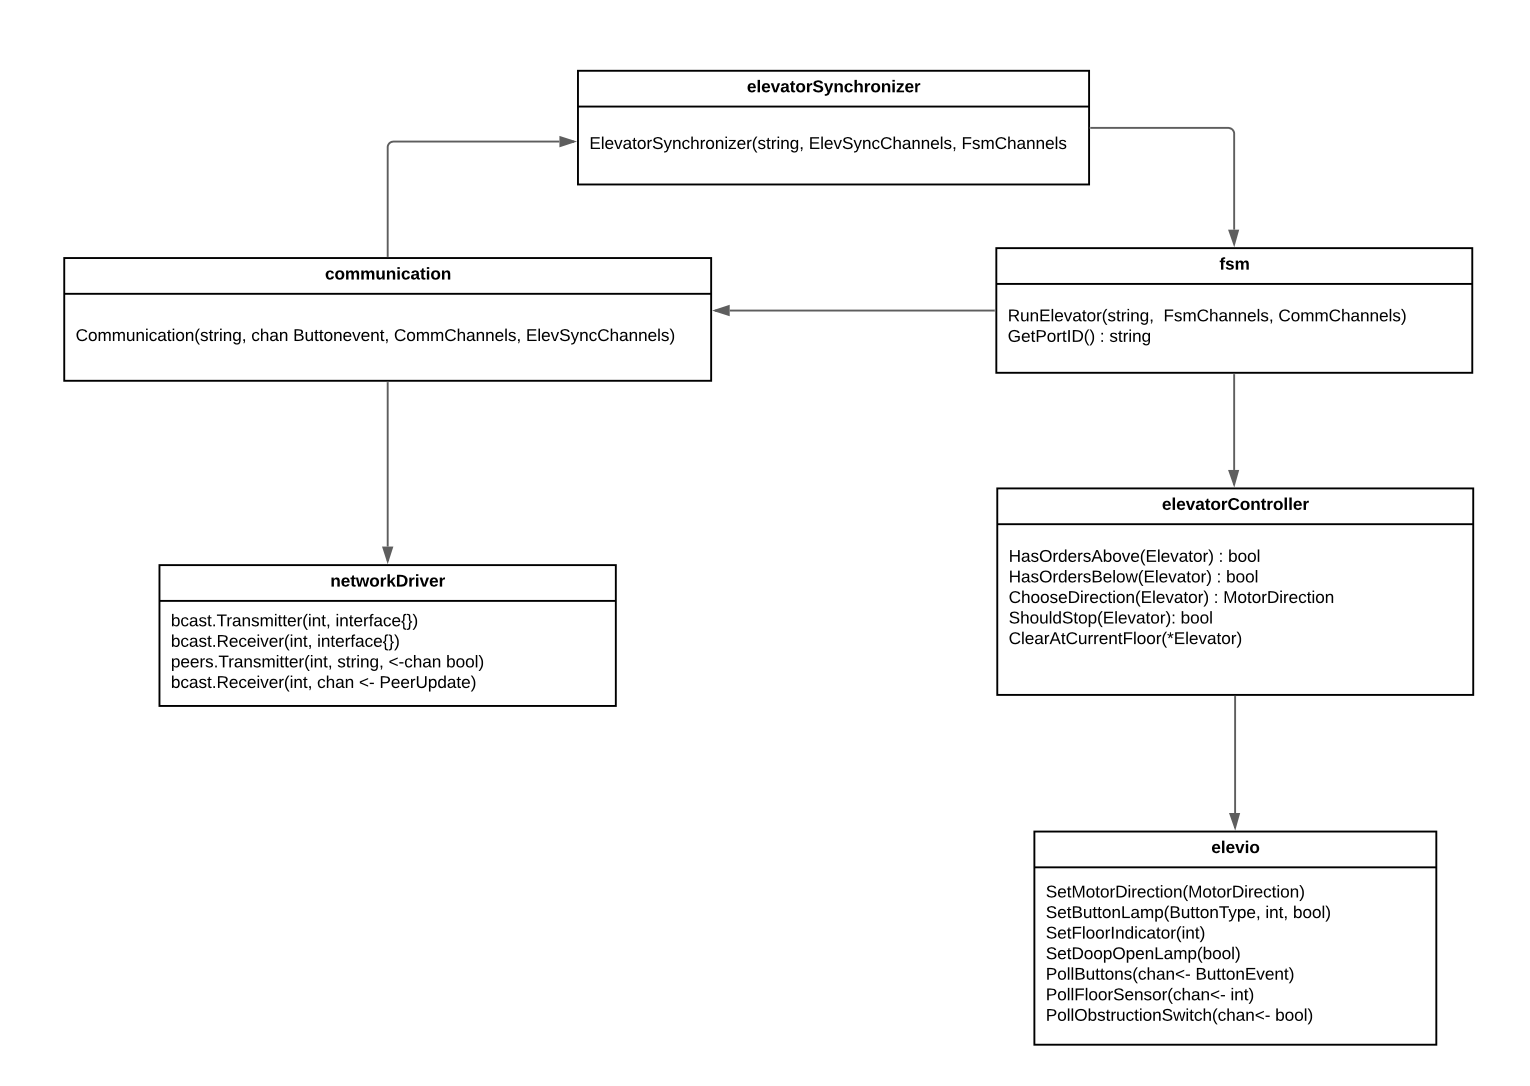 elevatorSynchronizer
ElevatorSynchronizer(string, ElevSyncChannels, FsmChannels
communication
Communication(string, chan Buttonevent, CommChannels, ElevSyncChannels)
fsm
RunElevator(string,  FsmChannels, CommChannels)
GetPortID() : string
elevatorController
HasOrdersAbove(Elevator) : bool
HasOrdersBelow(Elevator) : bool
ChooseDirection(Elevator) : MotorDirection
ShouldStop(Elevator): bool
ClearAtCurrentFloor(*Elevator)
networkDriver
bcast.Transmitter(int, interface{})
bcast.Receiver(int, interface{})
peers.Transmitter(int, string, <-chan bool)
bcast.Receiver(int, chan <- PeerUpdate)
elevio
SetMotorDirection(MotorDirection)
SetButtonLamp(ButtonType, int, bool)
SetFloorIndicator(int)
SetDoopOpenLamp(bool)
PollButtons(chan<- ButtonEvent)
PollFloorSensor(chan<- int)
PollObstructionSwitch(chan<- bool)